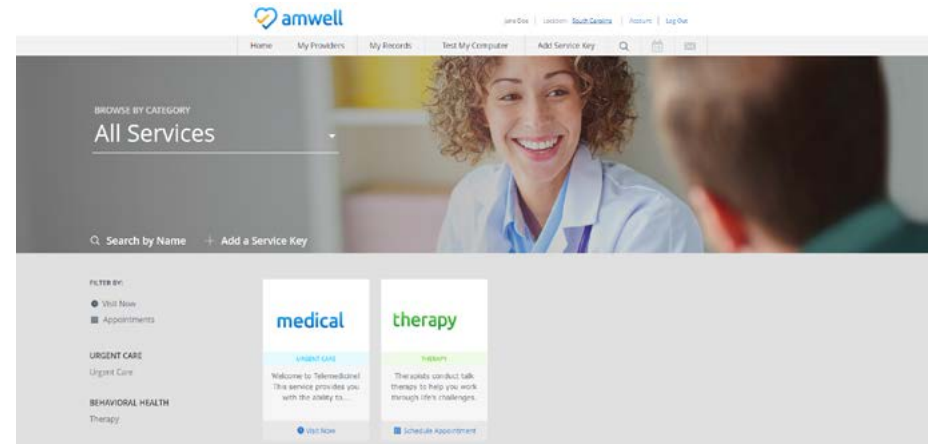 amwell
Jane Doe | Location: South Carolina | Account | Log Out
Home My Providers My Records Test My Computer Add Service Key
BROWSE BY CATEGORY
All Services
Search by Name + Add a Service Key
FILTER BY:
Visit Now
Appointments
URGENT CARE
Urgent Care
BEHAVIORAL HEALTH
Therapy
medical
URGENT CARE
Welcome to Telemedicine!
This service provides you
with the ability to...
Visit Now
therapy
THERAPY
Therapists conduct talk
therapy to help you work
through life's challenges.
Schedule Appointment